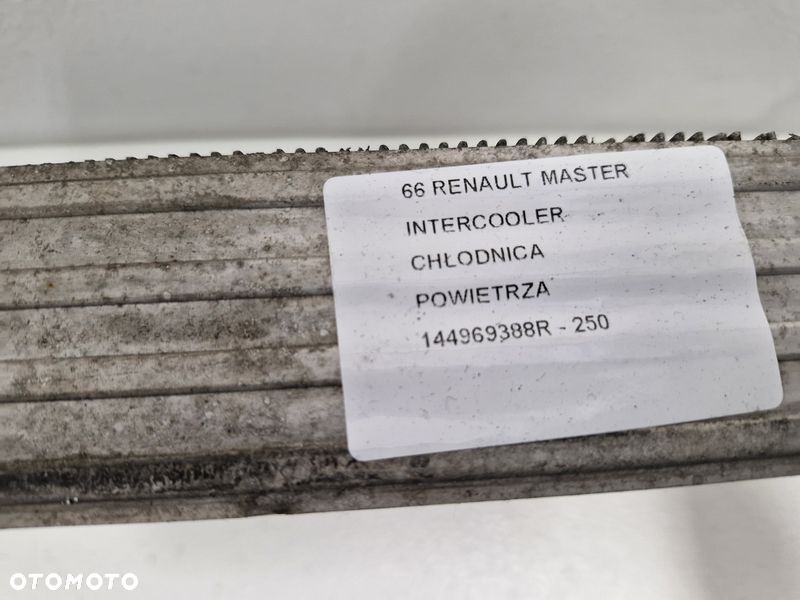 66 RENAULT MASTER
INTERCOOLER
CHŁODNICA
POWIETRZA
144969388R - 250
OTOMOTO